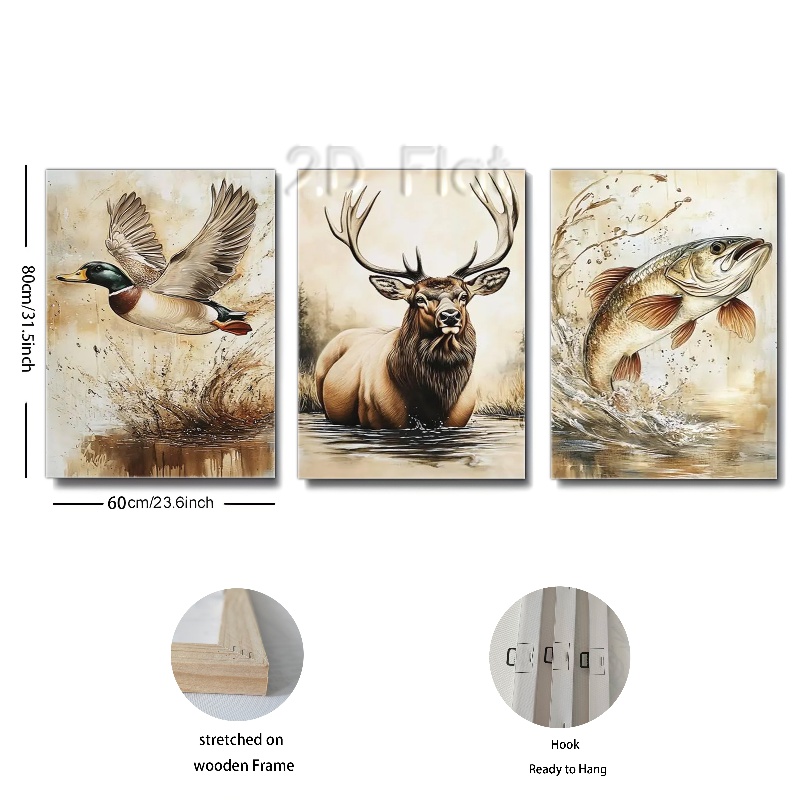 2D Flat
80cm/31.5inch
60cm/23.6inch
stretched on
wooden Frame
Hook
Ready to Hang